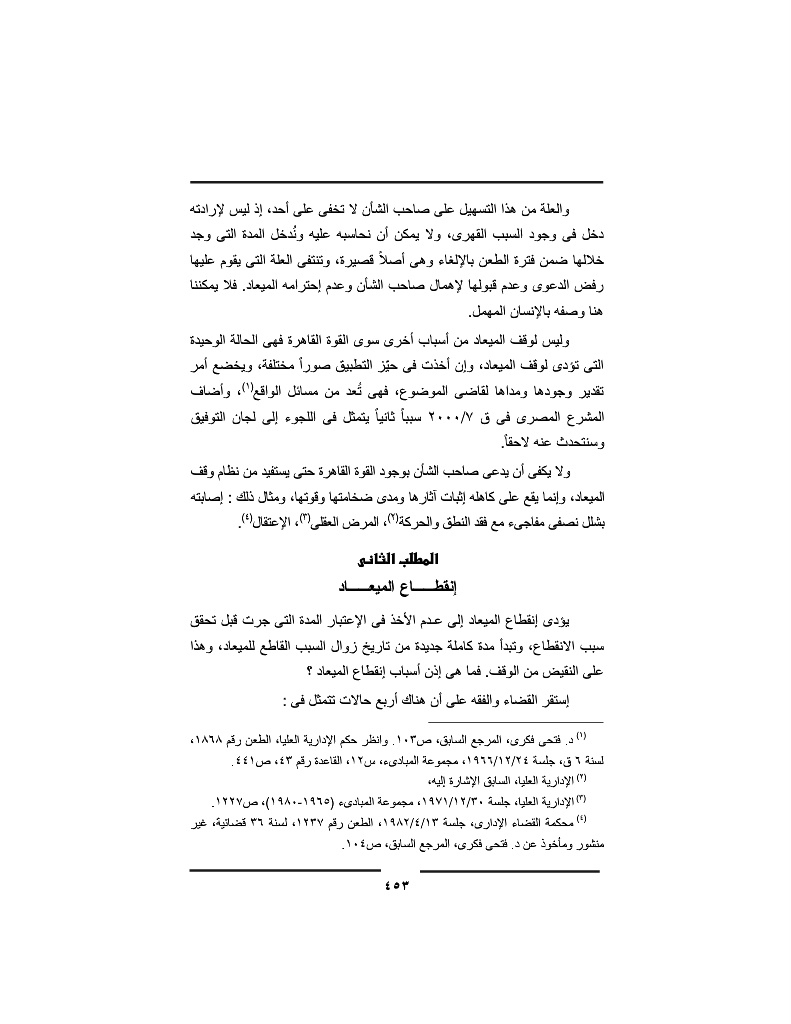 والعلة من هذا التسهيل على صاحب الشأن لا تخفى على أحد، إذ ليس لإرادته
دخل فى وجود السبب القهرى، ولا يمكن أن نحاسبه عليه ونُدخل المدة التى وجد
خلالها ضمن فترة الطعن بالإلغاء وهى أصلاً قصيرة، وتنتفى العلة التى يقوم عليها
رفض الدعوى وعدم قبولها لإهمال صاحب الشأن وعدم إحترامه الميعاد. فلا يمكننا
هنا وصفه بالإنسان المهمل.
وليس لوقف الميعاد من أسباب أخرى سوى القوة القاهرة فهى الحالة الوحيدة
التى تؤدى لوقف الميعاد، وإن أخذت فى حيّز التطبيق صوراً مختلفة، ويخضع أمر
تقدير وجودها ومداها لقاضى الموضوع، فهى تُعد من مسائل الواقع(١)، وأضاف
المشرع المصرى فى ق ٢٠٠٠/٧ سبباً ثانياً يتمثل فى اللجوء إلى لجان التوفيق
وسنتحدث عنه لاحقاً.
ولا يكفى أن يدعى صاحب الشأن بوجود القوة القاهرة حتى يستفيد من نظام وقف
الميعاد، وإنما يقع على كاهله إثبات آثارها ومدى ضخامتها وقوتها، ومثال ذلك : إصابته
بشلل نصفى مفاجىء مع فقد النطق والحركة(٢)، المرض العقلى(٣)، الإعتقال(٤).
المطلب الثانى
إنقطـــــاع الميعـــــاد
يؤدى إنقطاع الميعاد إلى عـدم الأخذ فى الإعتبار المدة التى جرت قبل تحقق
سبب الانقطاع، وتبدأ مدة كاملة جديدة من تاريخ زوال السبب القاطع للميعاد، وهذا
على النقيض من الوقف. فما هى إذن أسباب إنقطاع الميعاد ؟
إستقر القضاء والفقه على أن هناك أربع حالات تتمثل فى :
(١) د. فتحى فكرى، المرجع السابق، ص١٠٣. وانظر حكم الإدارية العليا، الطعن رقم ١٨٦٨،
لسنة ٦ ق، جلسة ١٩٦٦/١٢/٢٤، مجموعة المبادىء، س١٢، القاعدة رقم ٤٣، ص٤٤١.
(٢) الإدارية العليا، السابق الإشارة إليه،
(٣) الإدارية العليا، جلسة ١٩٧١/١٢/٣٠، مجموعة المبادىء (١٩٦٥-١٩٨٠)، ص١٢٢٧.
(٤) محكمة القضاء الإدارى، جلسة ١٩٨٢/٤/١٣، الطعن رقم ١٢٣٧، لسنة ٣٦ قضائية، غير
منشور ومأخوذ عن د. فتحى فكرى، المرجع السابق، ص١٠٤.
٤٥٣